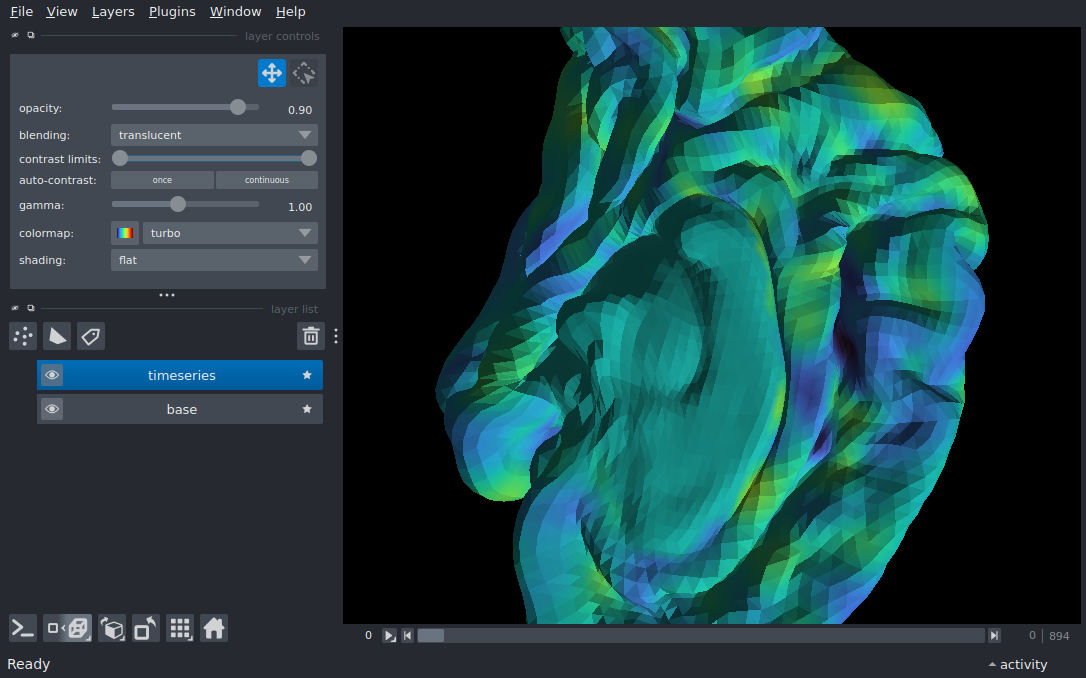 File View Layers Plugins Window Help
layer controls
opacity: 0.90
blending: translucent
contrast limits:
auto-contrast: once continuous
gamma: 1.00
colormap: turbo
shading: flat
layer list
timeseries
base
0 0 894
Ready activity